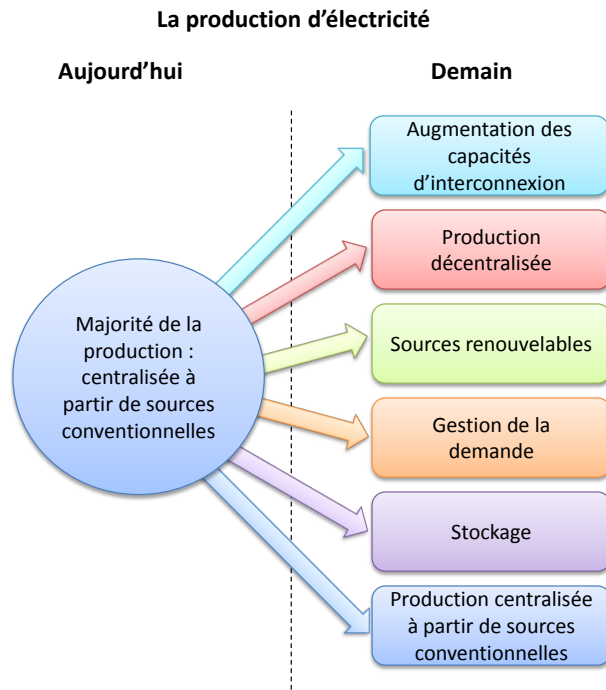 La production d’électricité
Aujourd’hui
Demain
Majorité de la
production :
centralisée à
partir de sources
conventionnelles
Augmentation des
capacités
d’interconnexion
Production
décentralisée
Sources renouvelables
Gestion de la
demande
Stockage
Production centralisée
à partir de sources
conventionnelles